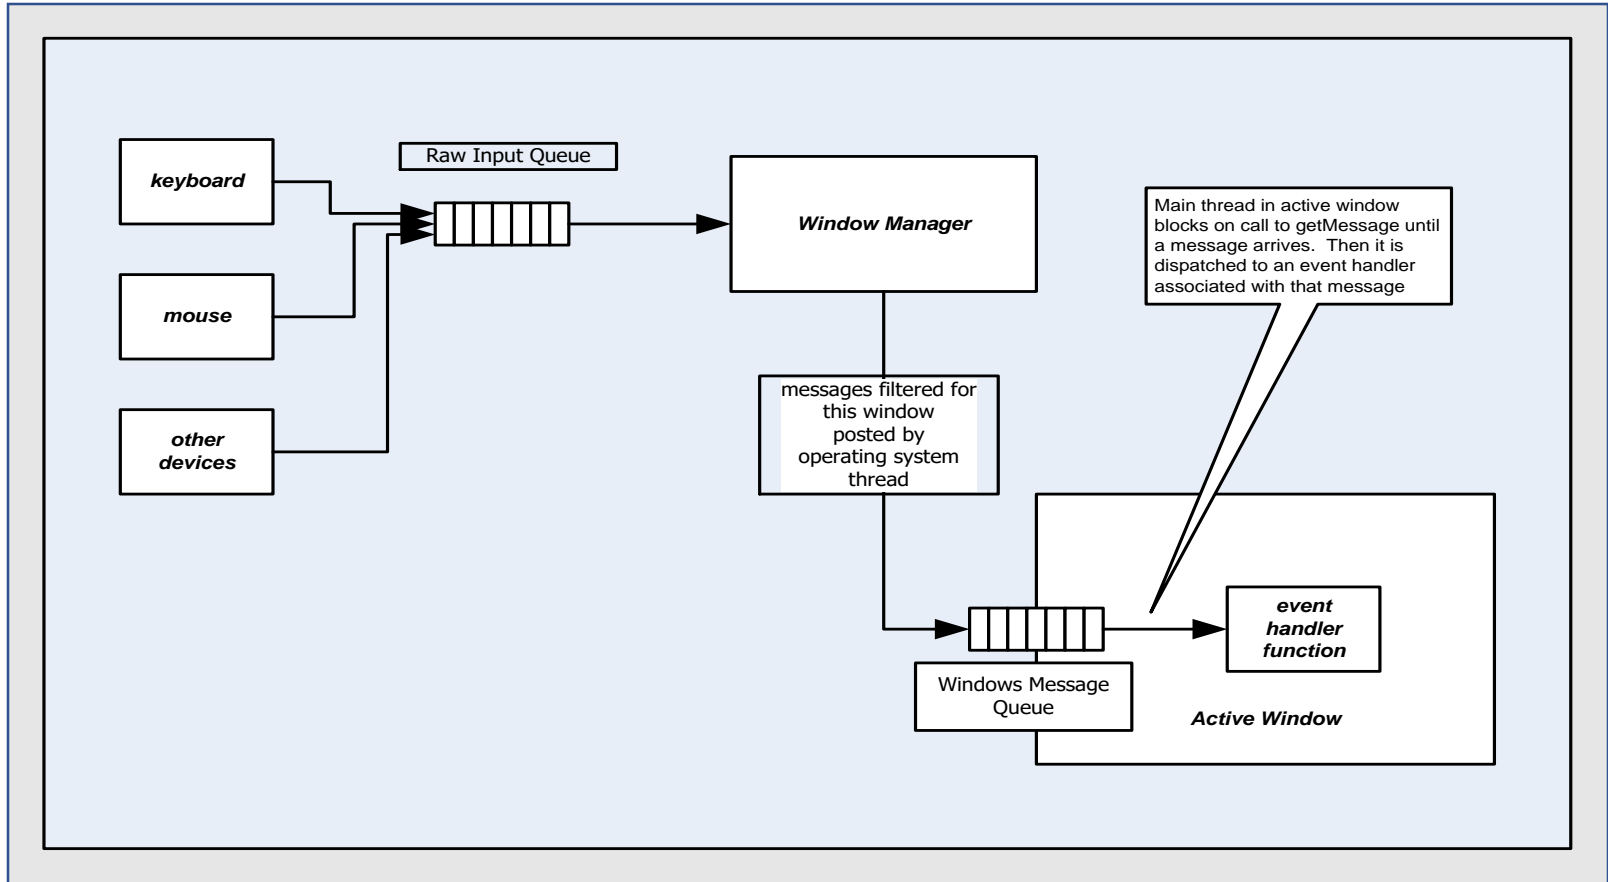 keyboard
Raw Input Queue
Window Manager
Main thread in active window
blocks on call to getMessage until
a message arrives.  Then it is
dispatched to an event handler
associated with that message
mouse
other
devices
messages filtered for
this window
posted by
operating system
thread
event
handler
function
Windows Message
Queue
Active Window